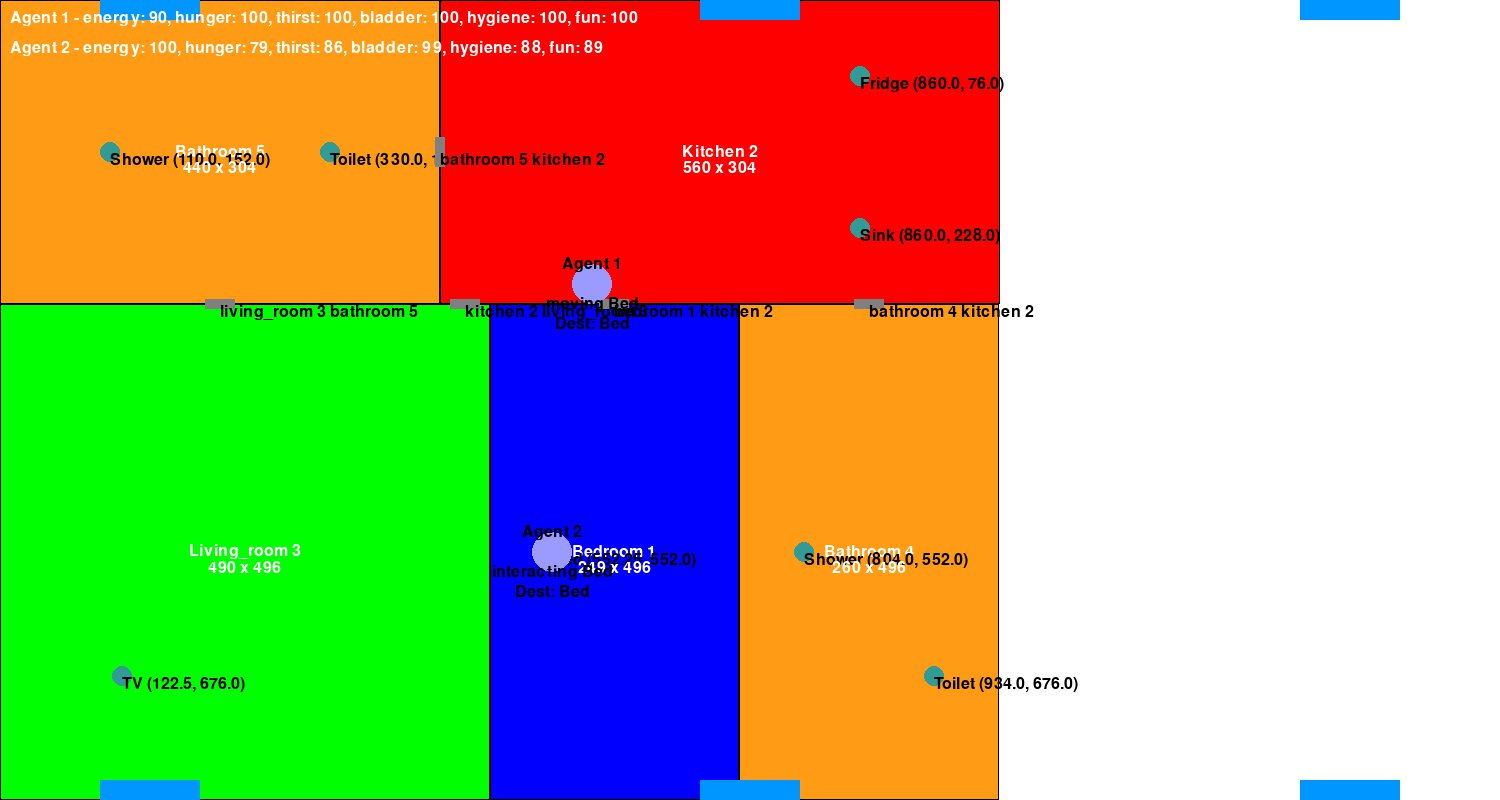 Agent 1 - energy: 90, hunger: 100, thirst: 100, bladder: 100, hygiene: 100, fun: 100
Agent 2 - energy: 100, hunger: 79, thirst: 86, bladder: 99, hygiene: 88, fun: 89
Fridge (860.0, 76.0)
Bathroom 5
440 x 304
Shower (110.0, 152.0)
Toilet (330.0,
bathroom 5 kitchen 2
Kitchen 2
560 x 304
Sink (860.0, 228.0)
Agent 1
moving Bed
Dest: Bed
living_room 3 bathroom 5
kitchen 2
1 kitchen 2
bathroom 4 kitchen 2
Living_room 3
490 x 496
Agent 2
interacting Bed
Dest: Bed
Bedroom 1
249 x 496
552.0)
Bathroom 4
260 x 496
Shower (804.0, 552.0)
TV (122.5, 676.0)
Toilet (934.0, 676.0)